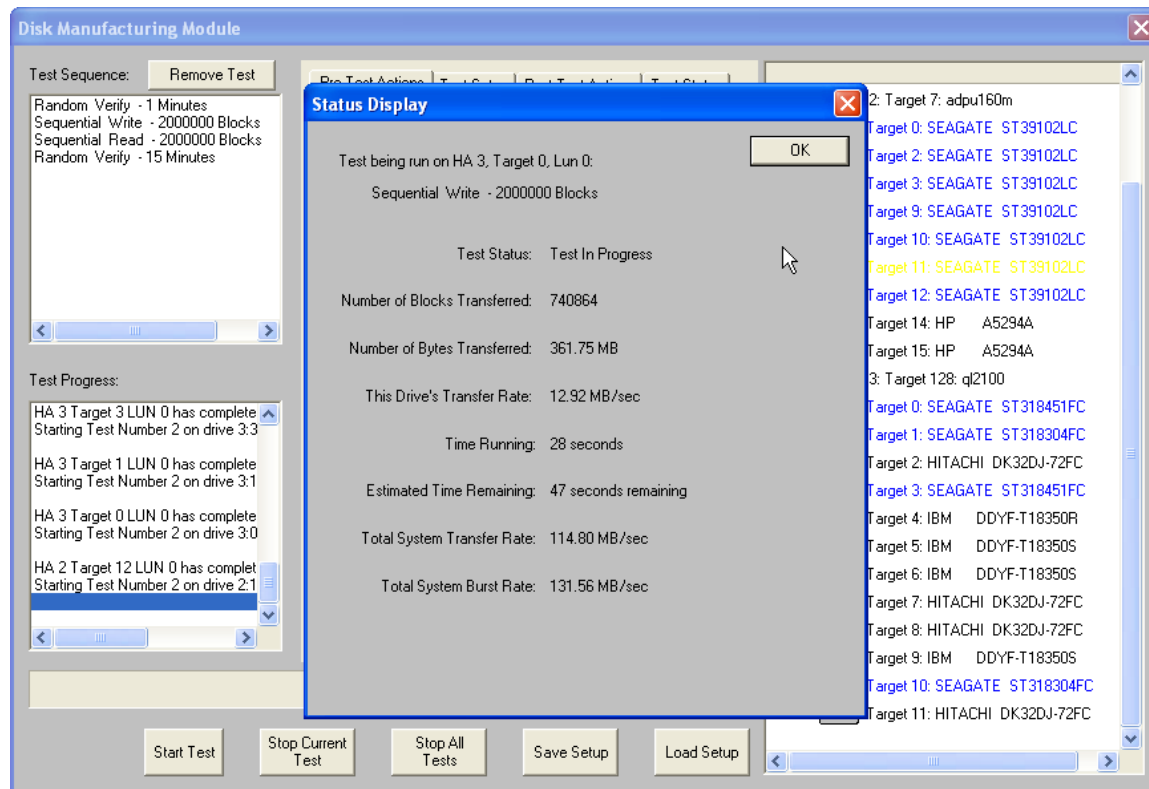 Disk Manufacturing Module
Test Sequence:
Remove Test
Random Verify - 1 Minutes
Sequential Write - 2000000 Blocks
Sequential Read - 2000000 Blocks
Random Verify - 15 Minutes
Test Progress:
HA 3 Target 3 LUN 0 has complete
Starting Test Number 2 on drive 3:3
HA 3 Target 1 LUN 0 has complete
Starting Test Number 2 on drive 3:1
HA 3 Target 0 LUN 0 has complete
Starting Test Number 2 on drive 3:0
HA 2 Target 12 LUN 0 has complet
Starting Test Number 2 on drive 2:1
Status Display
OK
Test being run on HA 3, Target 0, Lun 0:
Sequential Write - 2000000 Blocks
Test Status: Test In Progress
Number of Blocks Transferred: 740864
Number of Bytes Transferred: 361.75 MB
This Drive's Transfer Rate: 12.92 MB/sec
Time Running: 28 seconds
Estimated Time Remaining: 47 seconds remaining
Total System Transfer Rate: 114.80 MB/sec
Total System Burst Rate: 131.56 MB/sec
2: Target 7: adpu160m
Target 0: SEAGATE ST39102LC
Target 2: SEAGATE ST39102LC
Target 3: SEAGATE ST39102LC
Target 9: SEAGATE ST39102LC
Target 10: SEAGATE ST39102LC
Target 11: SEAGATE ST39102LC
Target 12: SEAGATE ST39102LC
Target 14: HP A5294A
Target 15: HP A5294A
3: Target 128: ql2100
Target 0: SEAGATE ST318451FC
Target 1: SEAGATE ST318304FC
Target 2: HITACHI DK32DJ-72FC
Target 3: SEAGATE ST318451FC
Target 4: IBM DDYF-T18350R
Target 5: IBM DDYF-T18350S
Target 6: IBM DDYF-T18350S
Target 7: HITACHI DK32DJ-72FC
Target 8: HITACHI DK32DJ-72FC
Target 9: IBM DDYF-T18350S
Target 10: SEAGATE ST318304FC
Target 11: HITACHI DK32DJ-72FC
Start Test
Stop Current
Test
Stop All
Tests
Save Setup
Load Setup